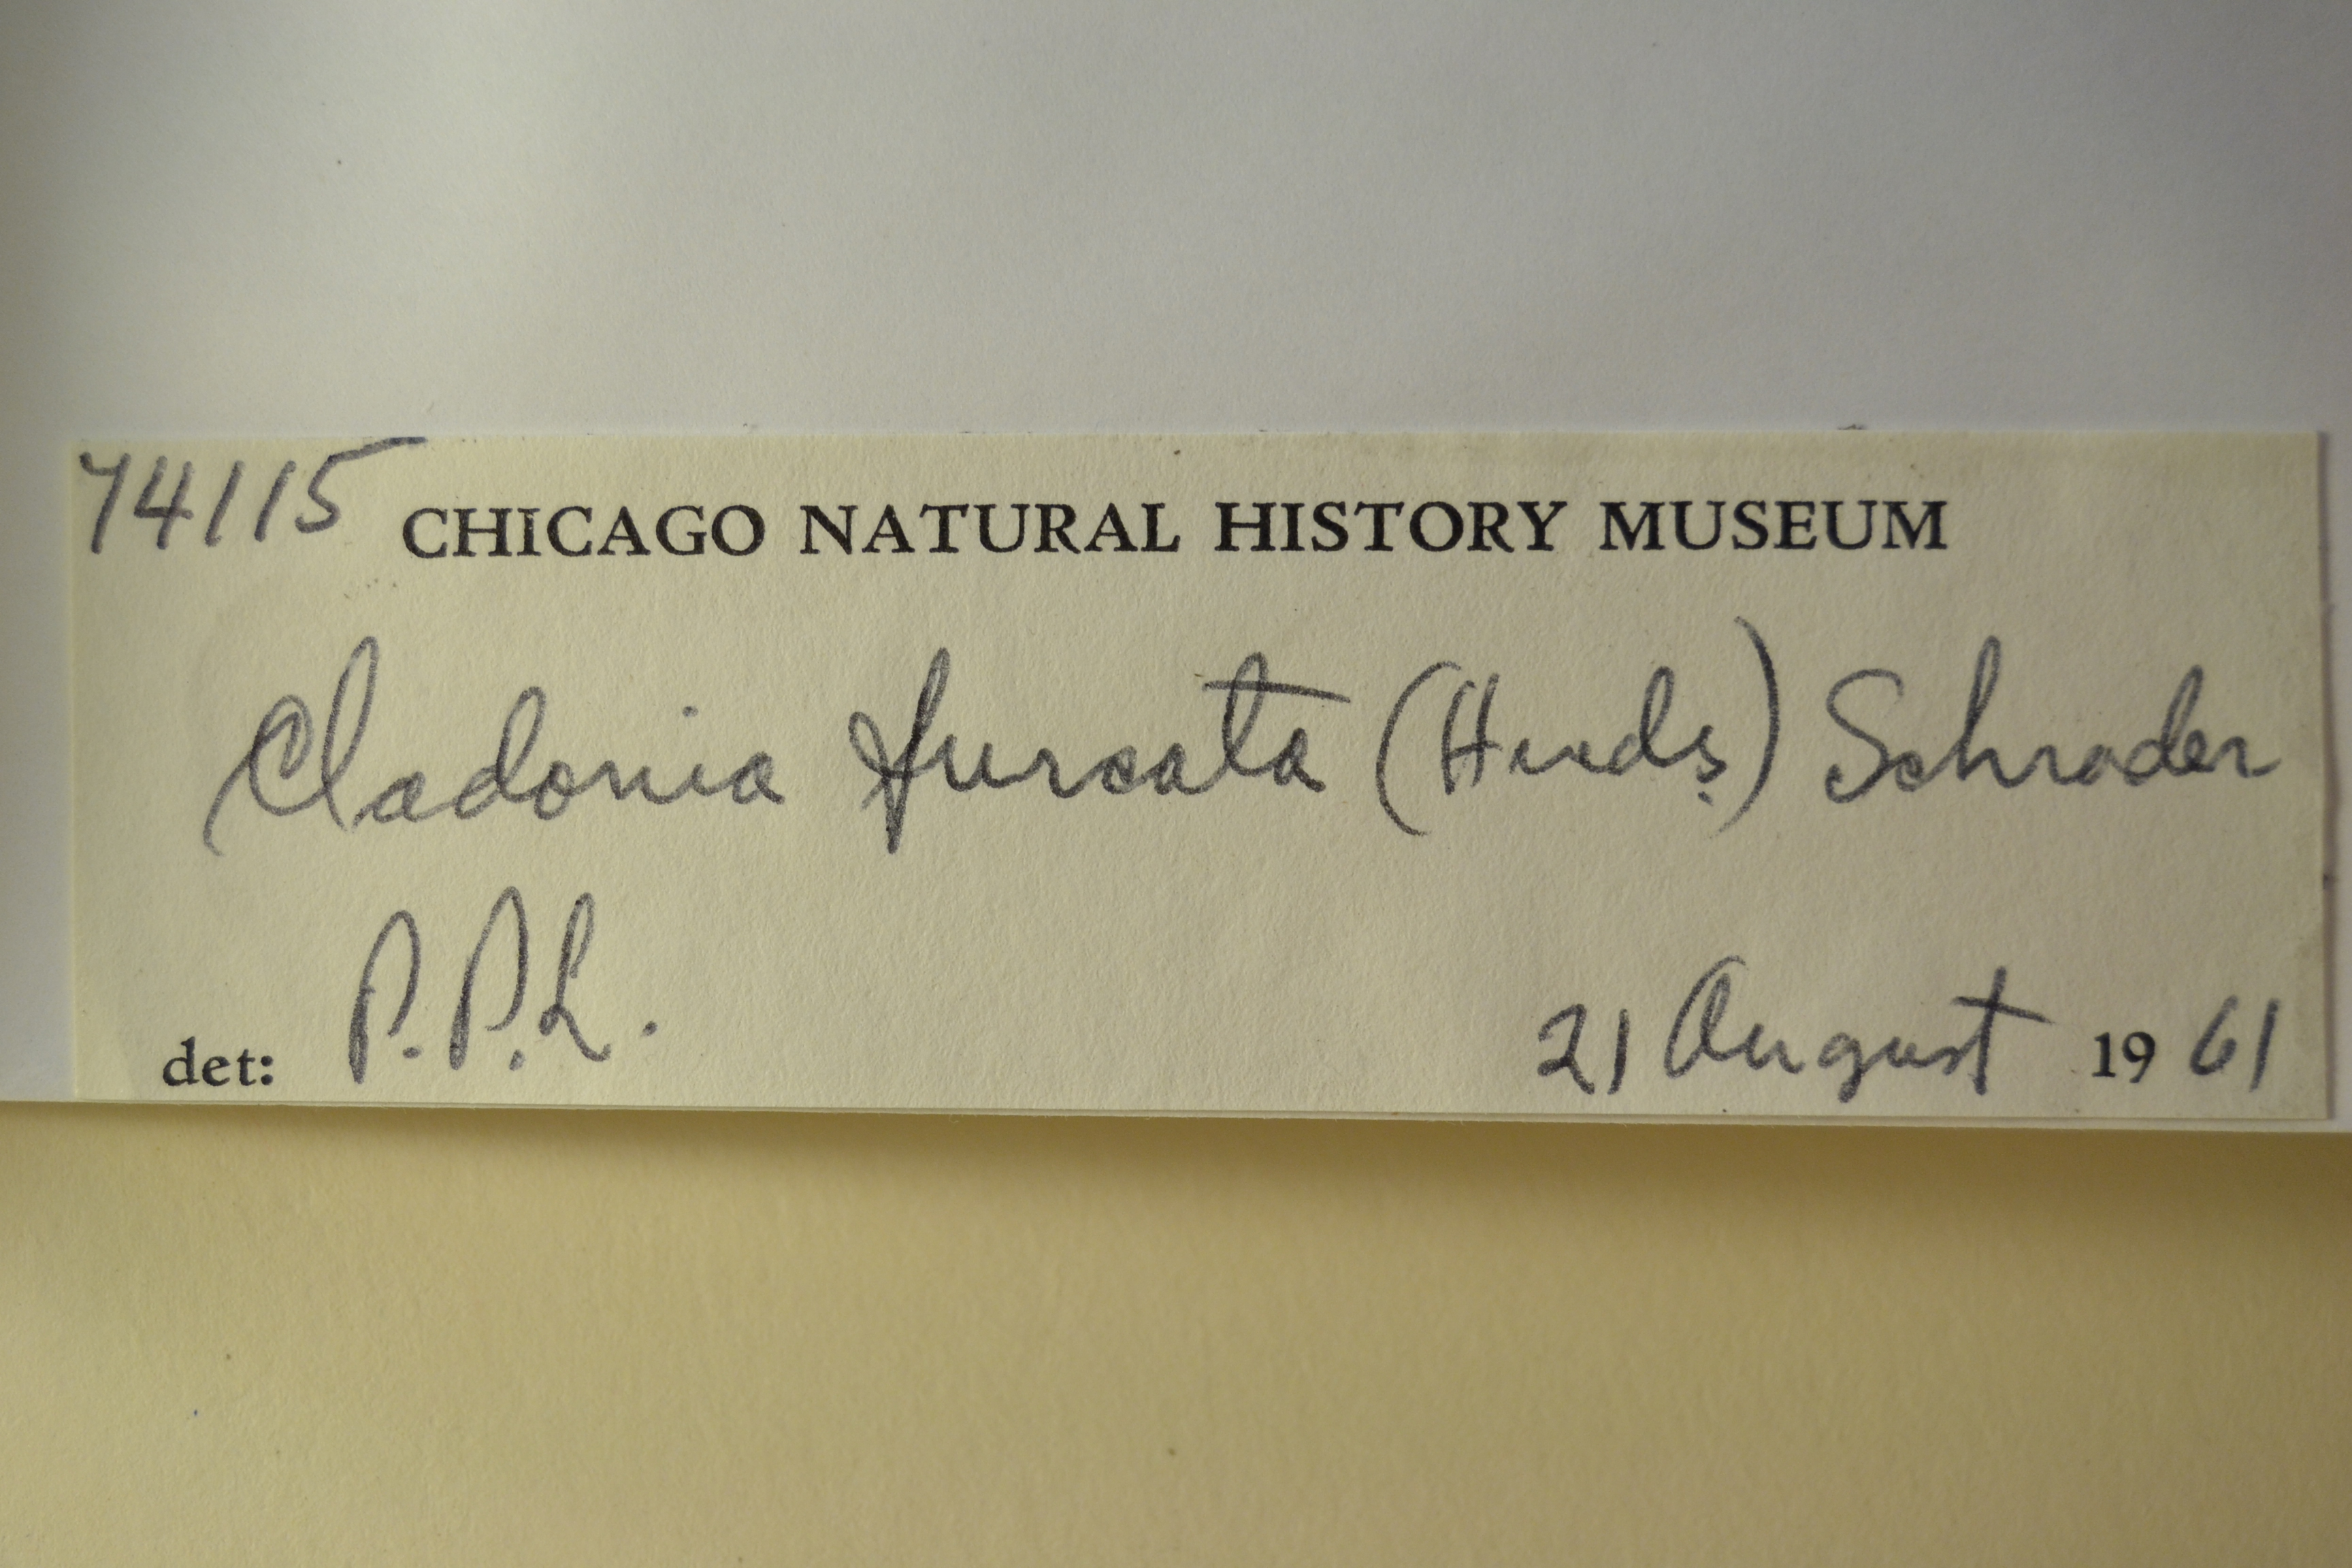 74115 CHICAGO NATURAL HISTORY MUSEUM
Cladonia furcata (Huds.) Schrader
det: P.P.L. 21 August 1961